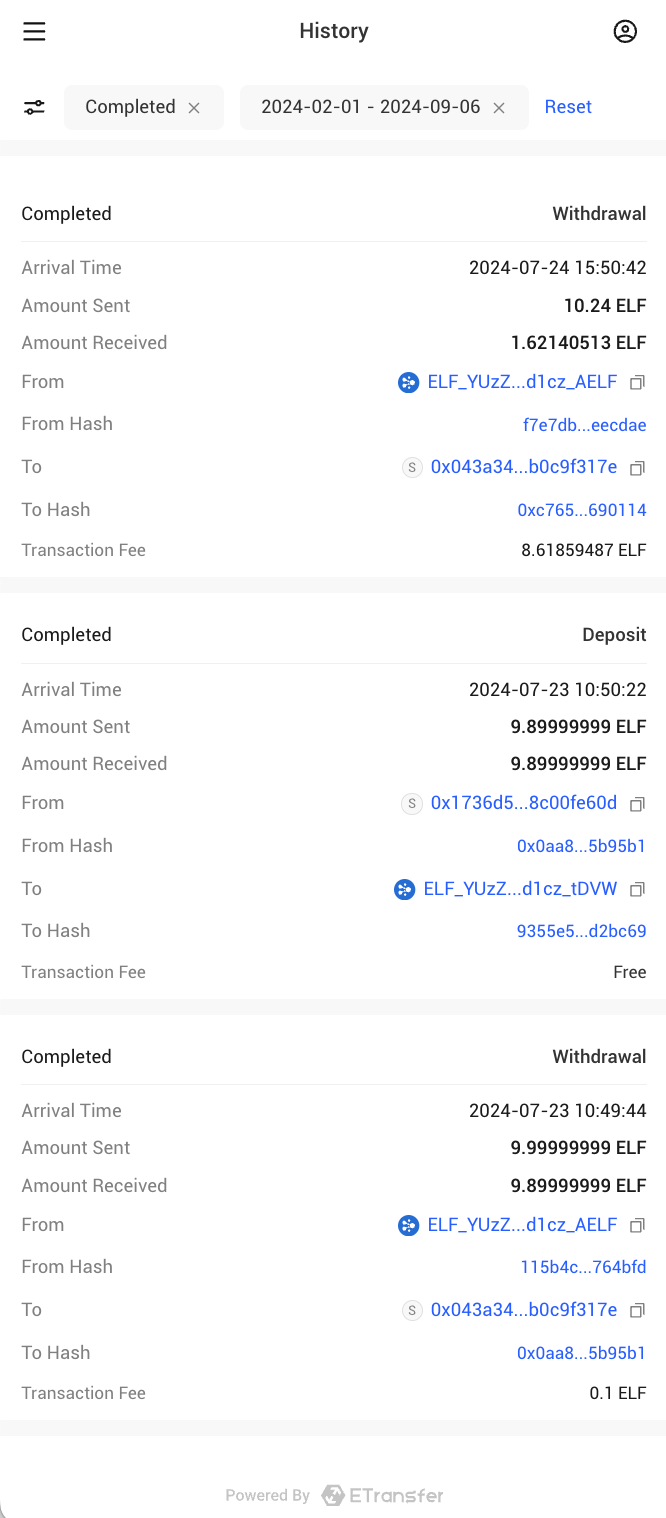 History
Completed 2024-02-01 - 2024-09-06 Reset
Completed Withdrawal
Arrival Time 2024-07-24 15:50:42
Amount Sent 10.24 ELF
Amount Received 1.62140513 ELF
From ELF_YUzZ...d1cz_AELF
From Hash f7e7db...eecdae
To S 0x043a34...b0c9f317e
To Hash 0xc765...690114
Transaction Fee 8.61859487 ELF
Completed Deposit
Arrival Time 2024-07-23 10:50:22
Amount Sent 9.89999999 ELF
Amount Received 9.89999999 ELF
From S 0x1736d5...8c00fe60d
From Hash 0x0aa8...5b95b1
To ELF_YUzZ...d1cz_tDVW
To Hash 9355e5...d2bc69
Transaction Fee Free
Completed Withdrawal
Arrival Time 2024-07-23 10:49:44
Amount Sent 9.99999999 ELF
Amount Received 9.89999999 ELF
From ELF_YUzZ...d1cz_AELF
From Hash 115b4c...764bfd
To S 0x043a34...b0c9f317e
To Hash 0x0aa8...5b95b1
Transaction Fee 0.1 ELF
Powered By ETransfer